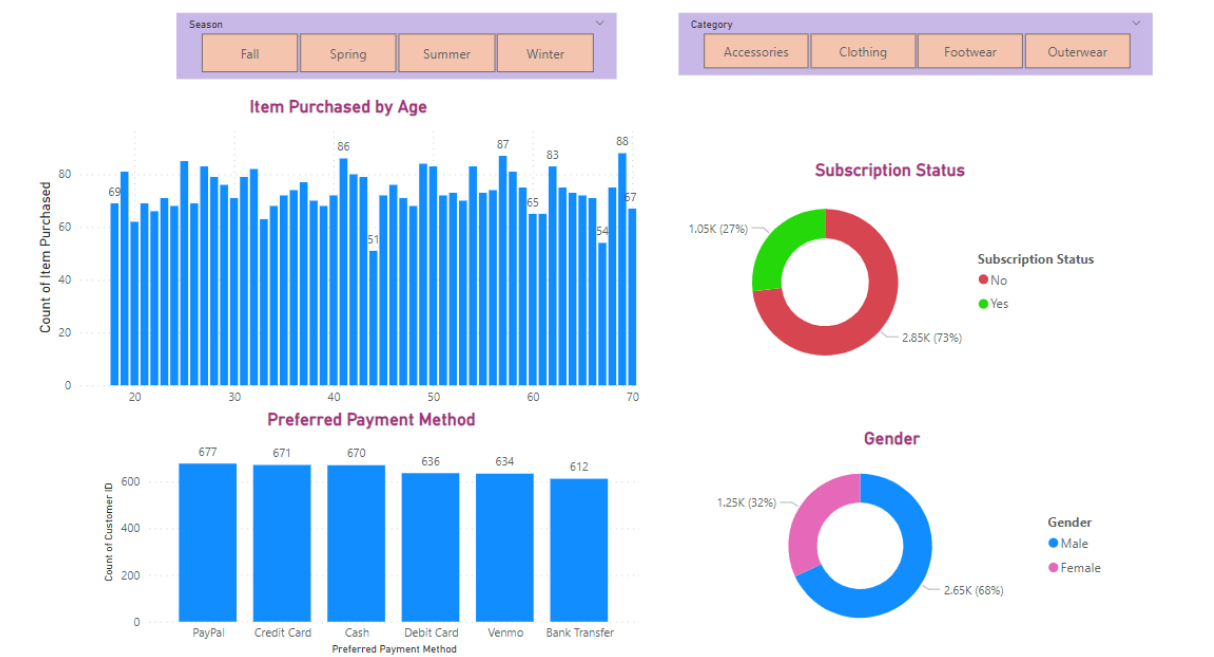 Season
Fall Spring Summer Winter
Category
Accessories Clothing Footwear Outerwear
Item Purchased by Age
Count of Item Purchased
80
60
40
20
0
69 86 51 87 65 83 54 88 67
20 30 40 50 60 70
Subscription Status
1.05K (27%)
2.85K (73%)
Subscription Status
No
Yes
Preferred Payment Method
Count of Customer ID
600
400
200
0
677 671 670 636 634 612
PayPal Credit Card Cash Debit Card Venmo Bank Transfer
Preferred Payment Method
Gender
1.25K (32%)
2.65K (68%)
Gender
Male
Female